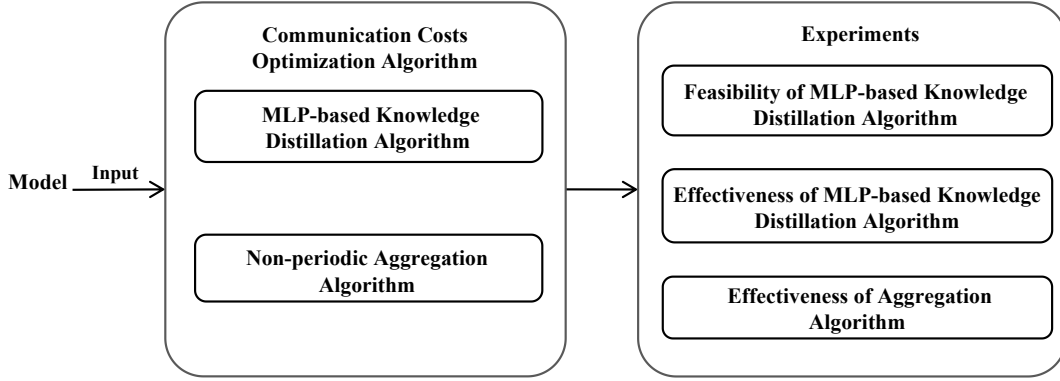 Model
Input
Communication Costs
Optimization Algorithm
MLP-based Knowledge
Distillation Algorithm
Non-periodic Aggregation
Algorithm
Experiments
Feasibility of MLP-based Knowledge
Distillation Algorithm
Effectiveness of MLP-based Knowledge
Distillation Algorithm
Effectiveness of Aggregation
Algorithm